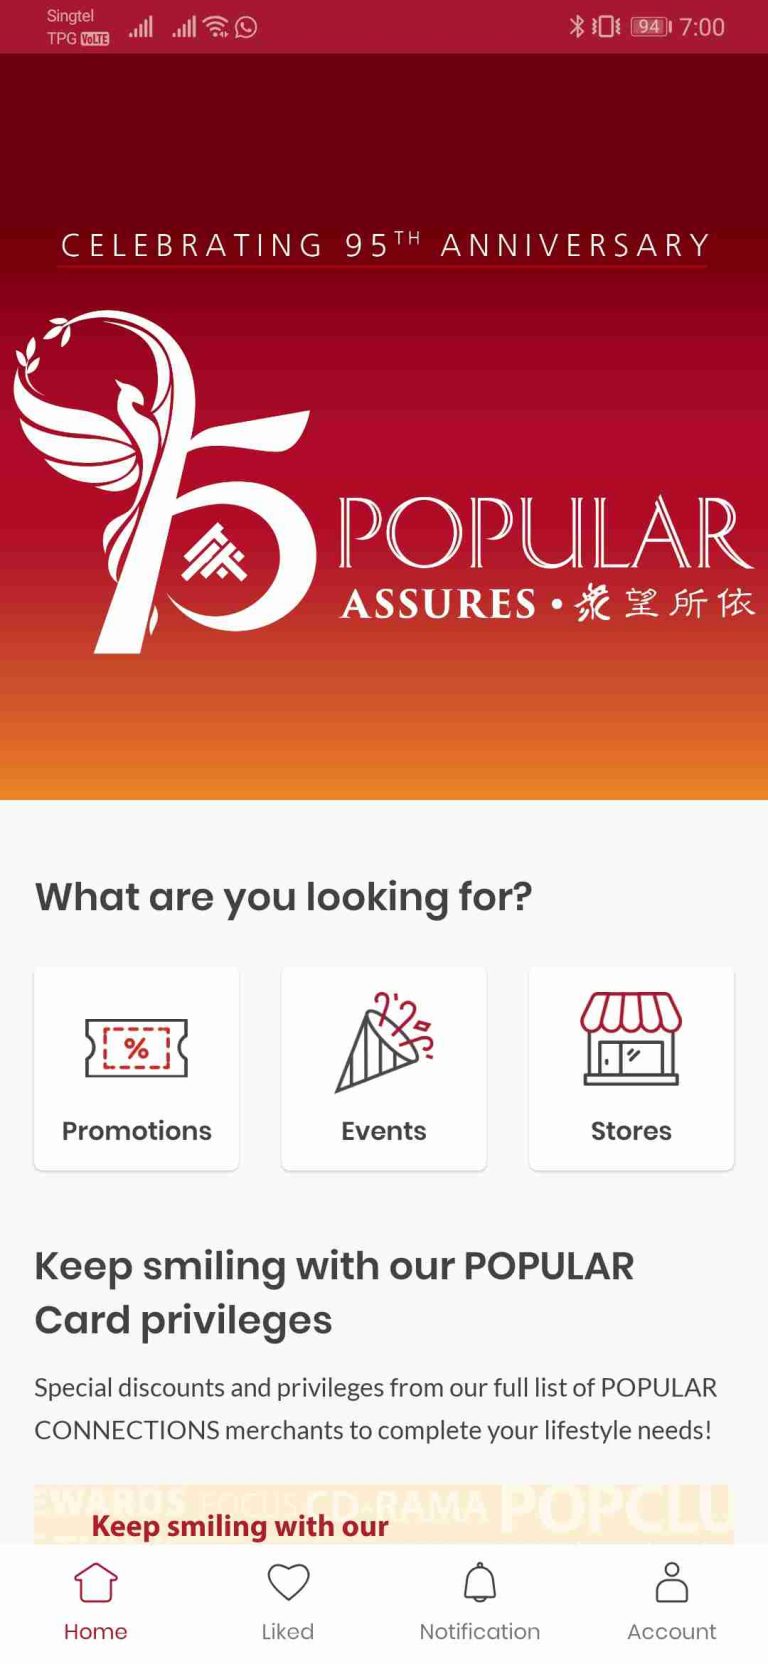 Singtel
TPG VoLTE
94 7:00
CELEBRATING 95TH ANNIVERSARY
95
POPULAR
ASSURES • 眾望所依
What are you looking for?
%
Promotions
Events
Stores
Keep smiling with our POPULAR
Card privileges
Special discounts and privileges from our full list of POPULAR
CONNECTIONS merchants to complete your lifestyle needs!
EWARDS FOCUS CD-RAMA POPCLU
Keep smiling with our
Home
Liked
Notification
Account